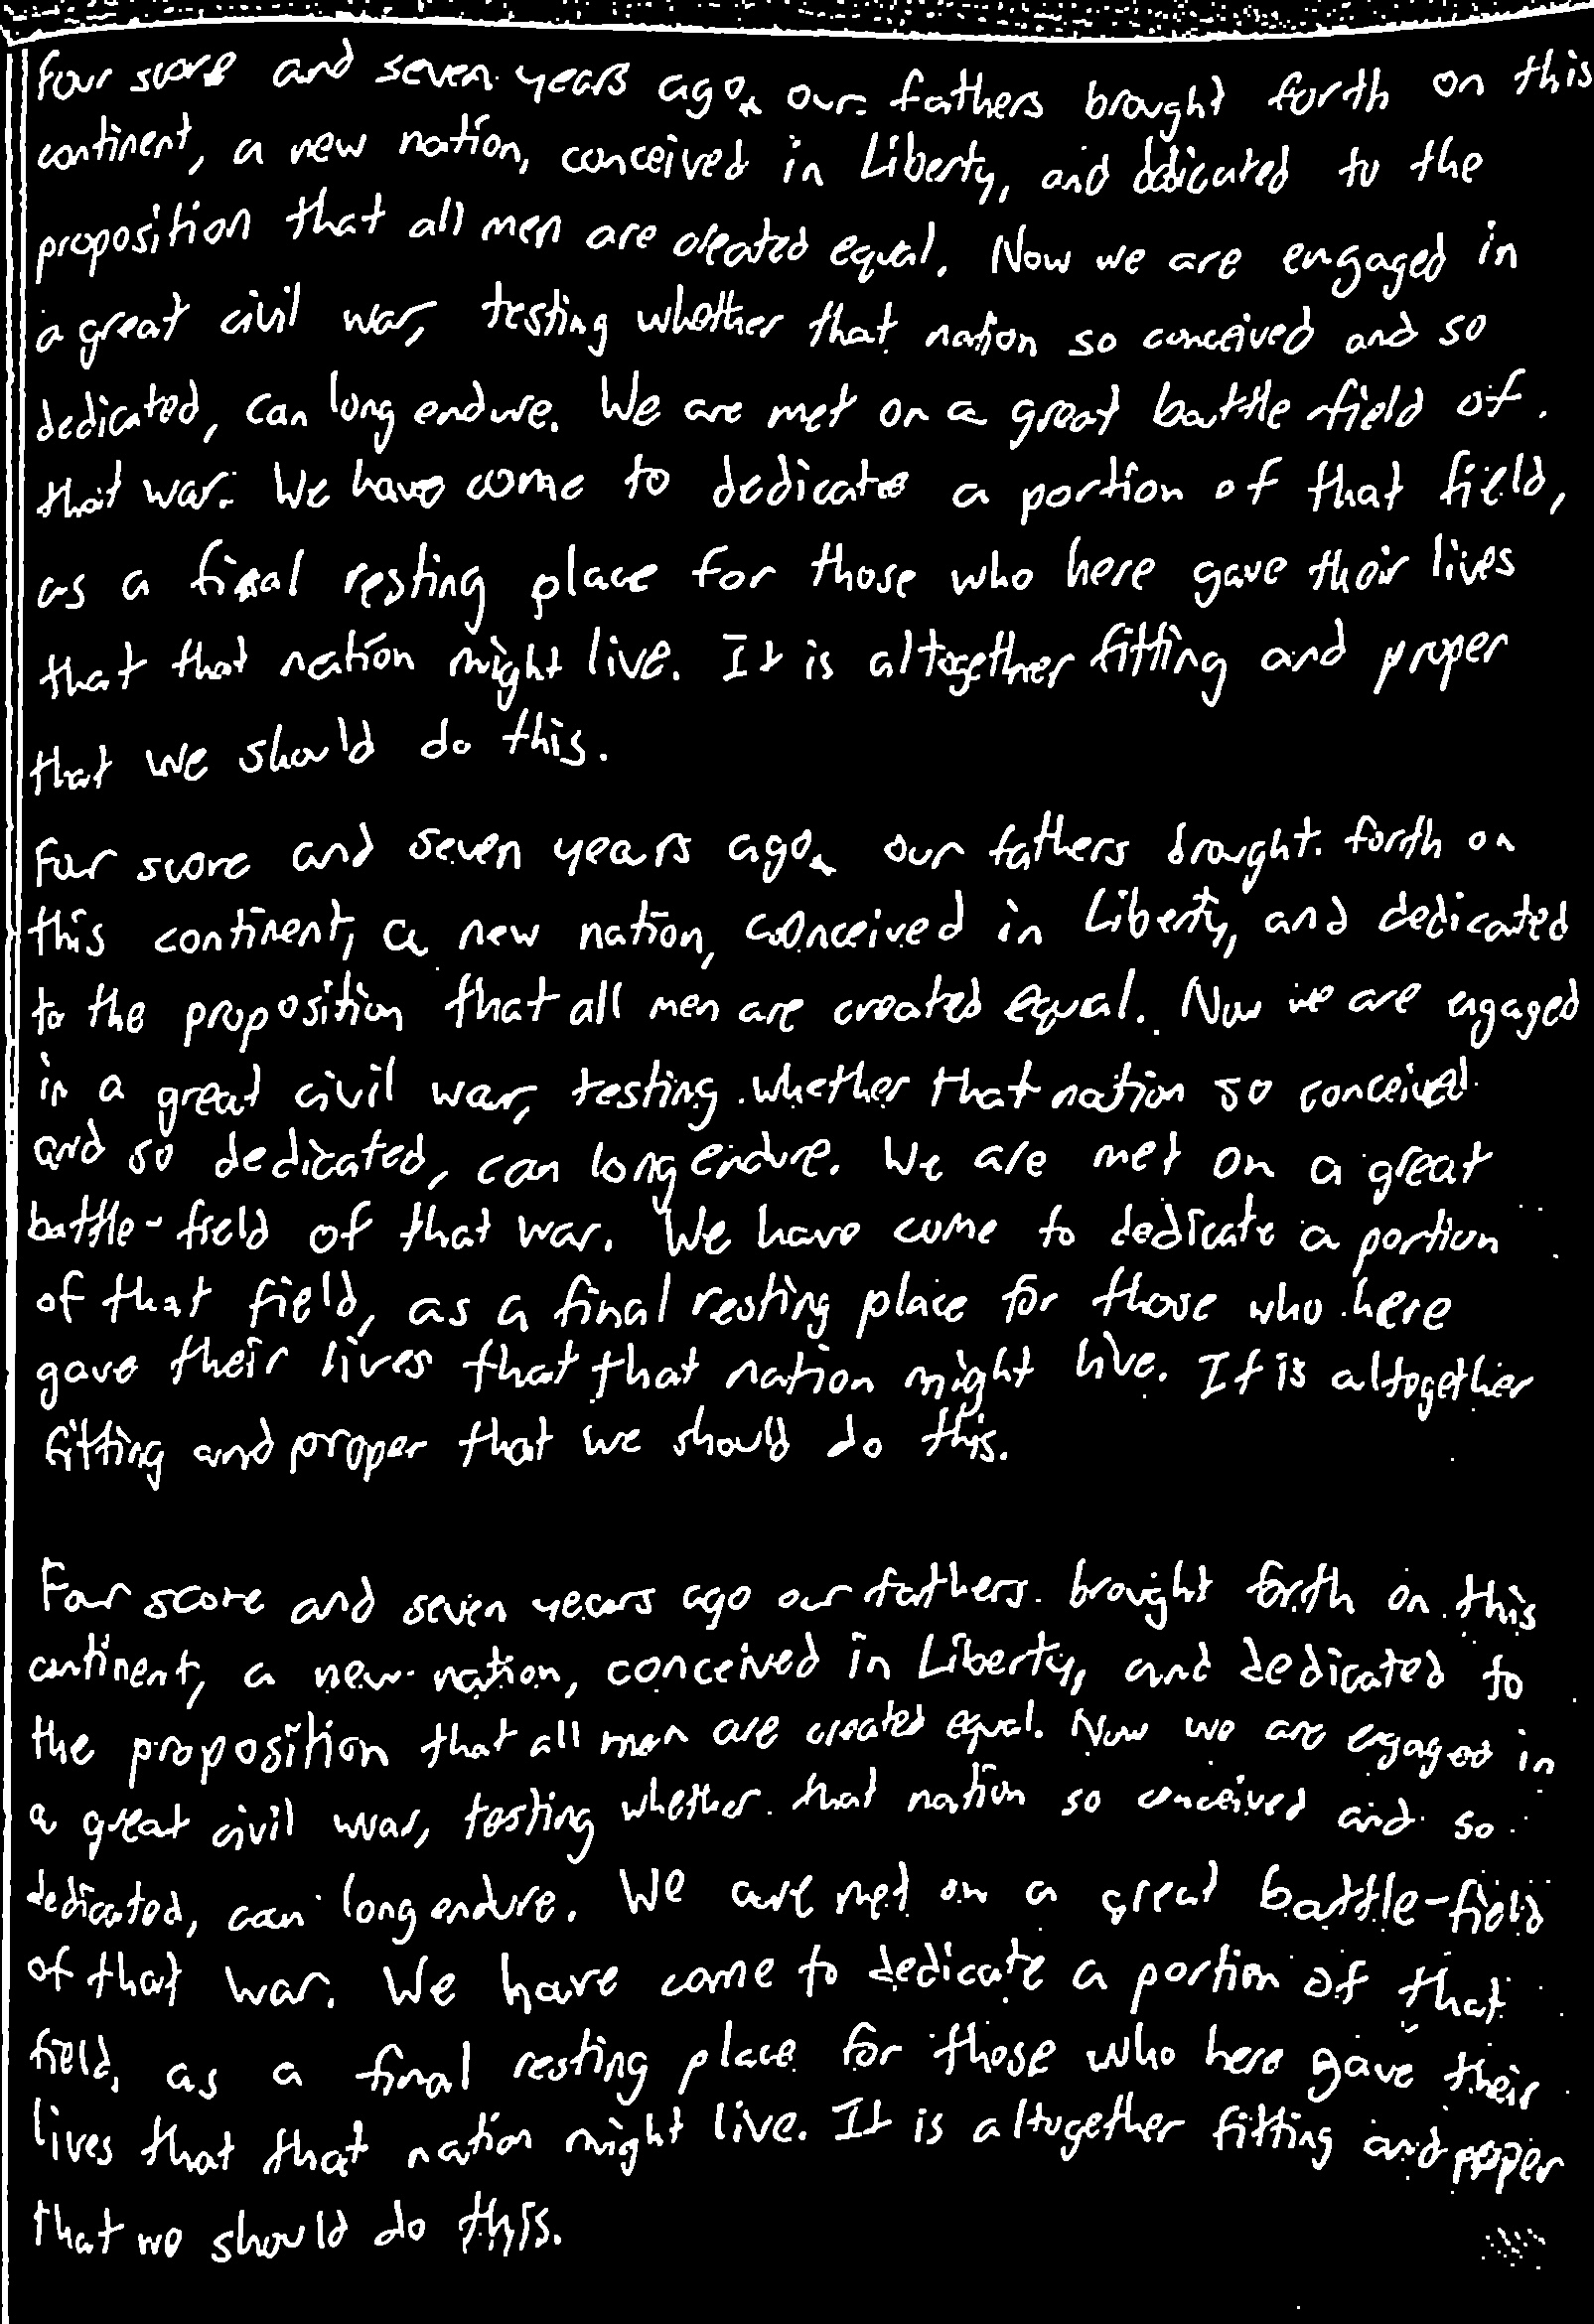 Four score and seven years ago, our fathers brought forth on this
continent, a new nation, conceived in Liberty, and dedicated to the
proposition that all men are created equal. Now we are engaged in
a great civil war, testing whether that nation so conceived and so
dedicated, can long endure. We are met on a great battle-field of
that war. We have come to dedicate a portion of that field,
as a final resting place for those who here gave their lives
that that nation might live. It is altogether fitting and proper
that we should do this.
Four score and seven years ago, our fathers brought forth on
this continent, a new nation, conceived in Liberty, and dedicated
to the proposition that all men are created equal. Now we are engaged
in a great civil war, testing whether that nation so conceived
and so dedicated, can long endure. We are met on a great
battle-field of that war. We have come to dedicate a portion
of that field, as a final resting place for those who here
gave their lives that that nation might live. It is altogether
fitting and proper that we should do this.
Four score and seven years ago our fathers brought forth on this
continent, a new nation, conceived in Liberty, and dedicated to
the proposition that all men are created equal. Now we are engaged in
a great civil war, testing whether that nation so conceived and so
dedicated, can long endure. We are met on a great battle-field
of that war. We have come to dedicate a portion of that
field, as a final resting place for those who here gave their
lives that that nation might live. It is altogether fitting and proper
that we should do this.